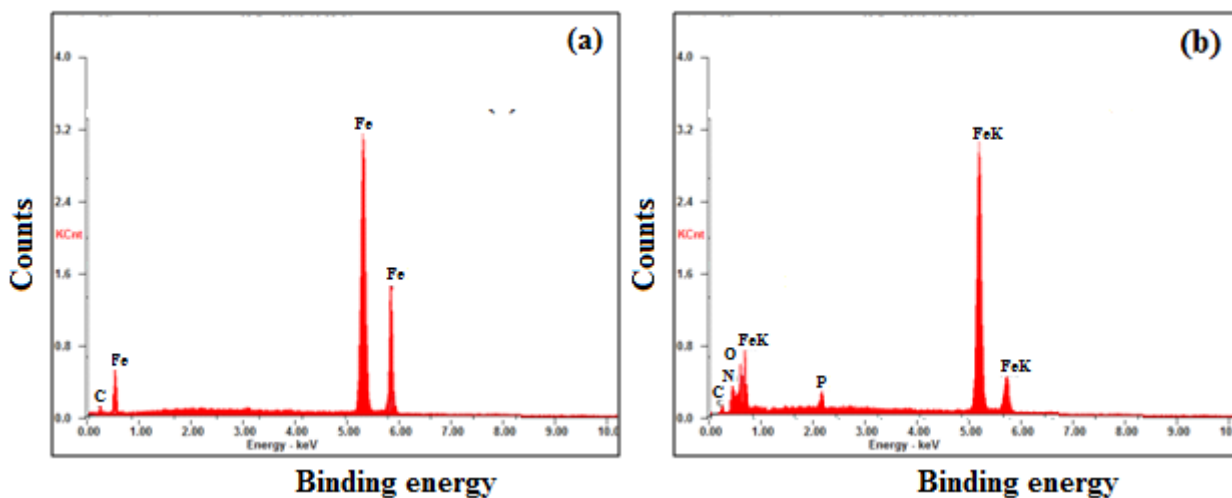 (a)
4.0
3.2
2.4
KCnt
1.6
0.8
0.0
Counts
C
Fe
Fe
Fe
0.00 1.00 2.00 3.00 4.00 5.00 6.00 7.00 8.00 9.00 10.0
Energy - keV
Binding energy
(b)
4.0
3.2
2.4
KCnt
1.6
0.8
0.0
Counts
C
N
O
FeK
P
FeK
FeK
0.00 1.00 2.00 3.00 4.00 5.00 6.00 7.00 8.00 9.00 10.
Energy - keV
Binding energy